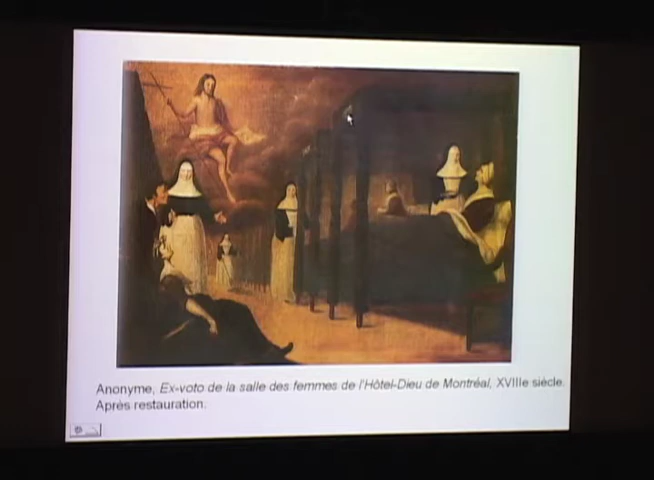 Anonyme, Ex-voto de la salle des femmes de l'Hôtel-Dieu de Montréal, XVIIIe siècle.
Après restauration.